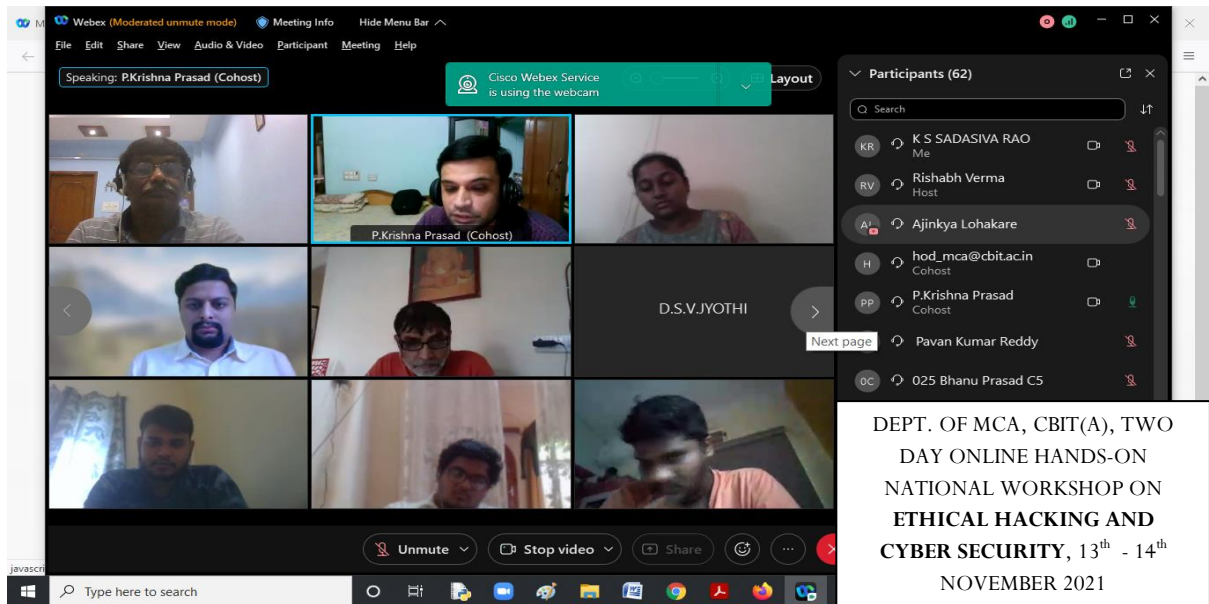 M
Webex (Moderated unmute mode) Meeting Info Hide Menu Bar
File Edit Share View Audio & Video Participant Meeting Help
Speaking: P.Krishna Prasad (Cohost)
Cisco Webex Service
is using the webcam
Layout
P.Krishna Prasad (Cohost)
D.S.V.JYOTHI
Next page
Participants (62)
Search
KR K S SADASIVA RAO
Me
RV Rishabh Verma
Host
Ajinkya Lohakare
H hod_mca@cbit.ac.in
Cohost
PP P.Krishna Prasad
Cohost
Pavan Kumar Reddy
OC 025 Bhanu Prasad C5
Unmute Stop video Share
javascri
Type here to search
DEPT. OF MCA, CBIT(A), TWO
DAY ONLINE HANDS-ON
NATIONAL WORKSHOP ON
ETHICAL HACKING AND
CYBER SECURITY, 13th - 14th
NOVEMBER 2021